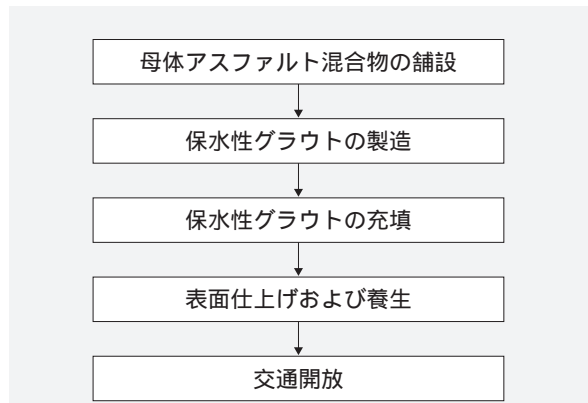 母体アスファルト混合物の舗設
保水性グラウトの製造
保水性グラウトの充填
表面仕上げおよび養生
交通開放